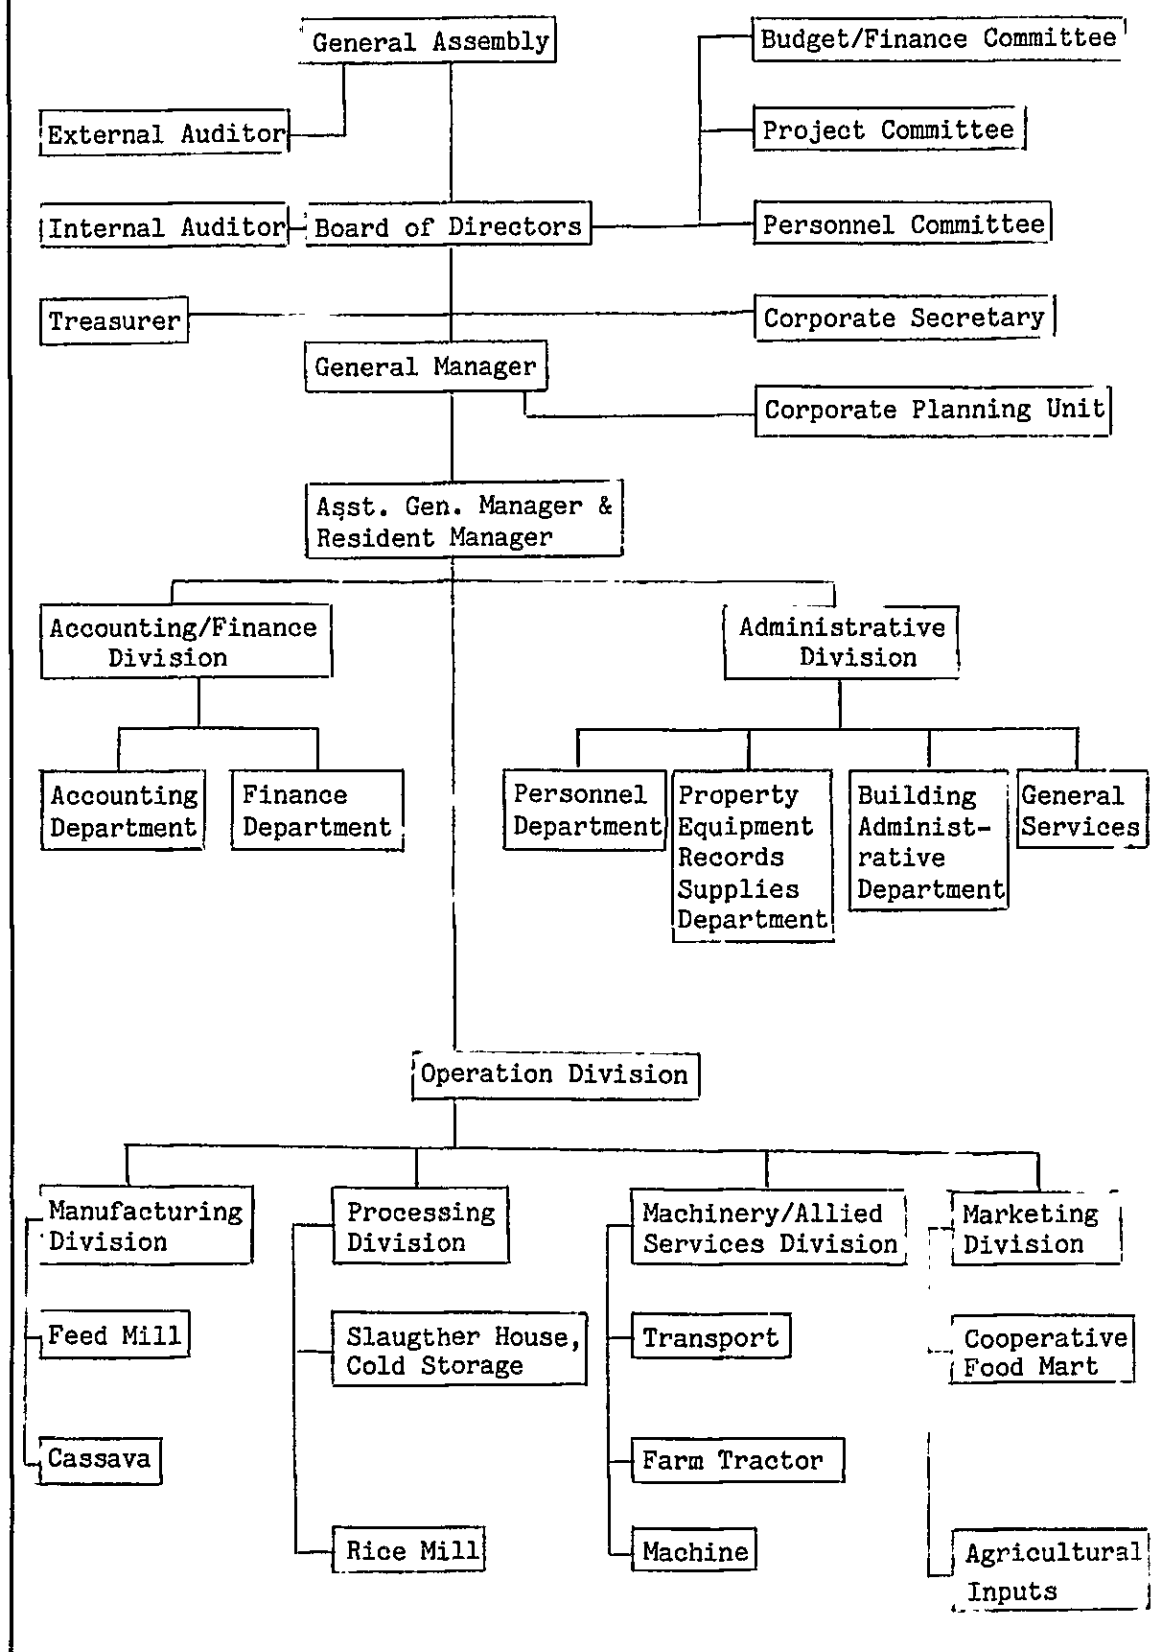 General Assembly
Budget/Finance Committee
External Auditor
Project Committee
Internal Auditor
Board of Directors
Personnel Committee
Treasurer
Corporate Secretary
General Manager
Corporate Planning Unit
Asst. Gen. Manager &
Resident Manager
Accounting/Finance
Division
Administrative
Division
Accounting
Department
Finance
Department
Personnel
Department
Property
Equipment
Records
Supplies
Department
Building
Administ-
rative
Department
General
Services
Operation Division
Manufacturing
Division
Processing
Division
Machinery/Allied
Services Division
Marketing
Division
Feed Mill
Slaugther House,
Cold Storage
Transport
Cooperative
Food Mart
Cassava
Farm Tractor
Rice Mill
Machine
Agricultural
Inputs